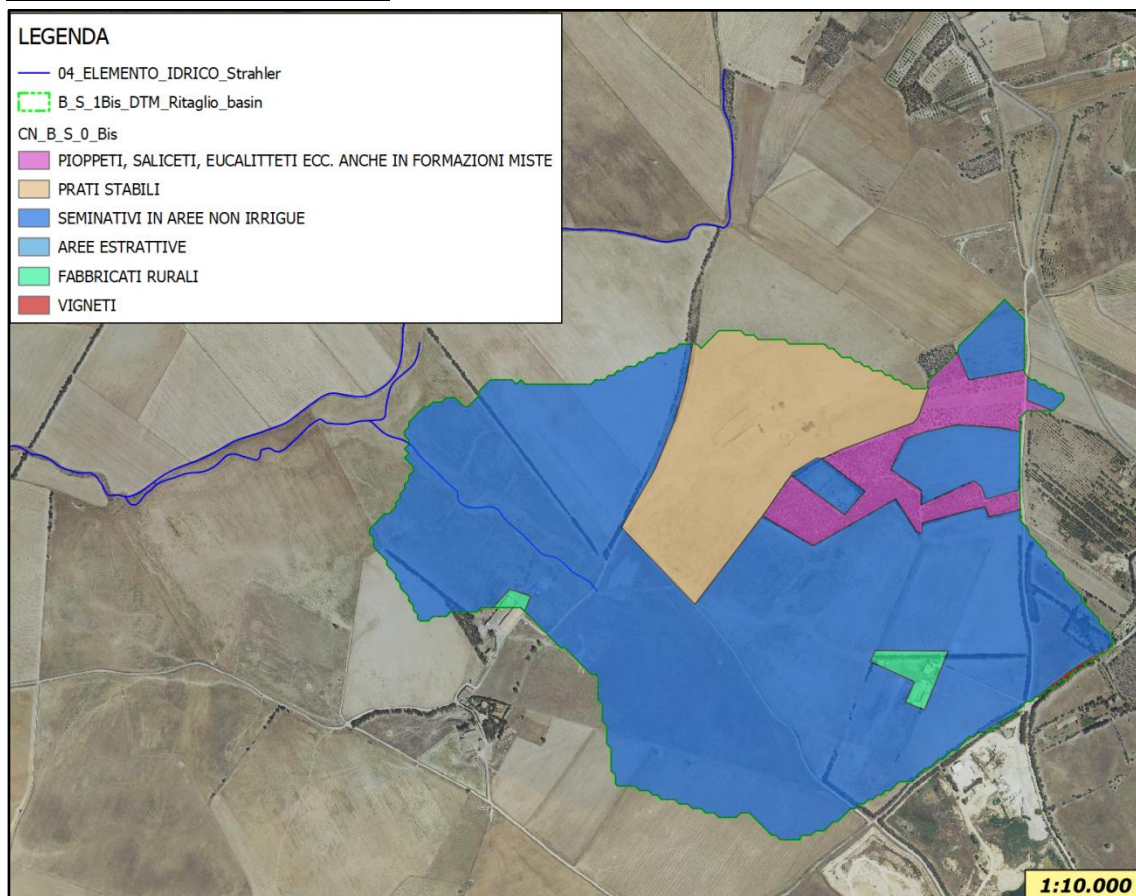 LEGENDA
04_ELEMENTO_IDRICO_Strahler
B_S_1Bis_DTM_Ritaglio_basin
CN_B_S_0_Bis
PIOPPETI, SALICETI, EUCALITTETI ECC. ANCHE IN FORMAZIONI MISTE
PRATI STABILI
SEMINATIVI IN AREE NON IRRIGUE
AREE ESTRATTIVE
FABBRICATI RURALI
VIGNETI
1:10.000